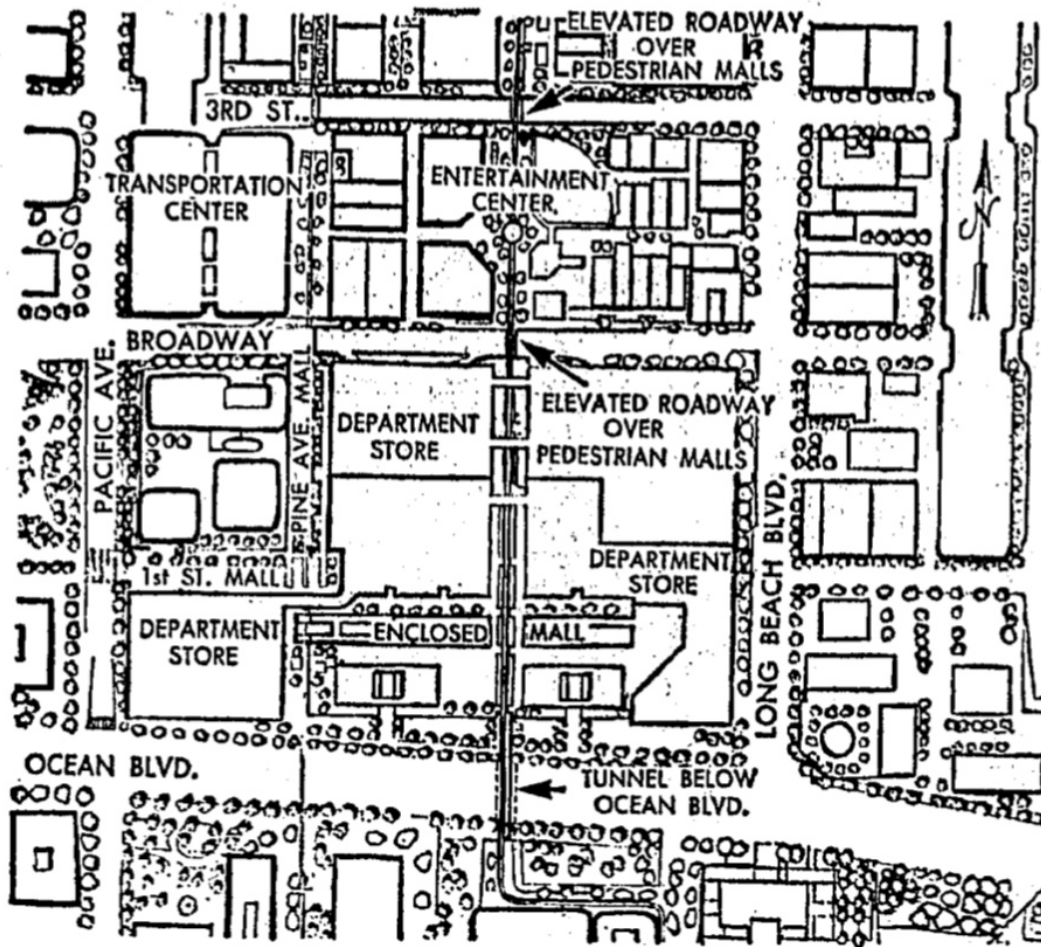 ELEVATED ROADWAY
OVER
PEDESTRIAN MALLS
3RD ST.
TRANSPORTATION
CENTER
ENTERTAINMENT
CENTER
N
BROADWAY
PACIFIC AVE.
PINE AVE. MALL
DEPARTMENT
STORE
ELEVATED ROADWAY
OVER
PEDESTRIAN MALLS
LONG BEACH BLVD.
1st ST. MALL
DEPARTMENT
STORE
DEPARTMENT
STORE
ENCLOSED MALL
OCEAN BLVD.
TUNNEL BELOW
OCEAN BLVD.